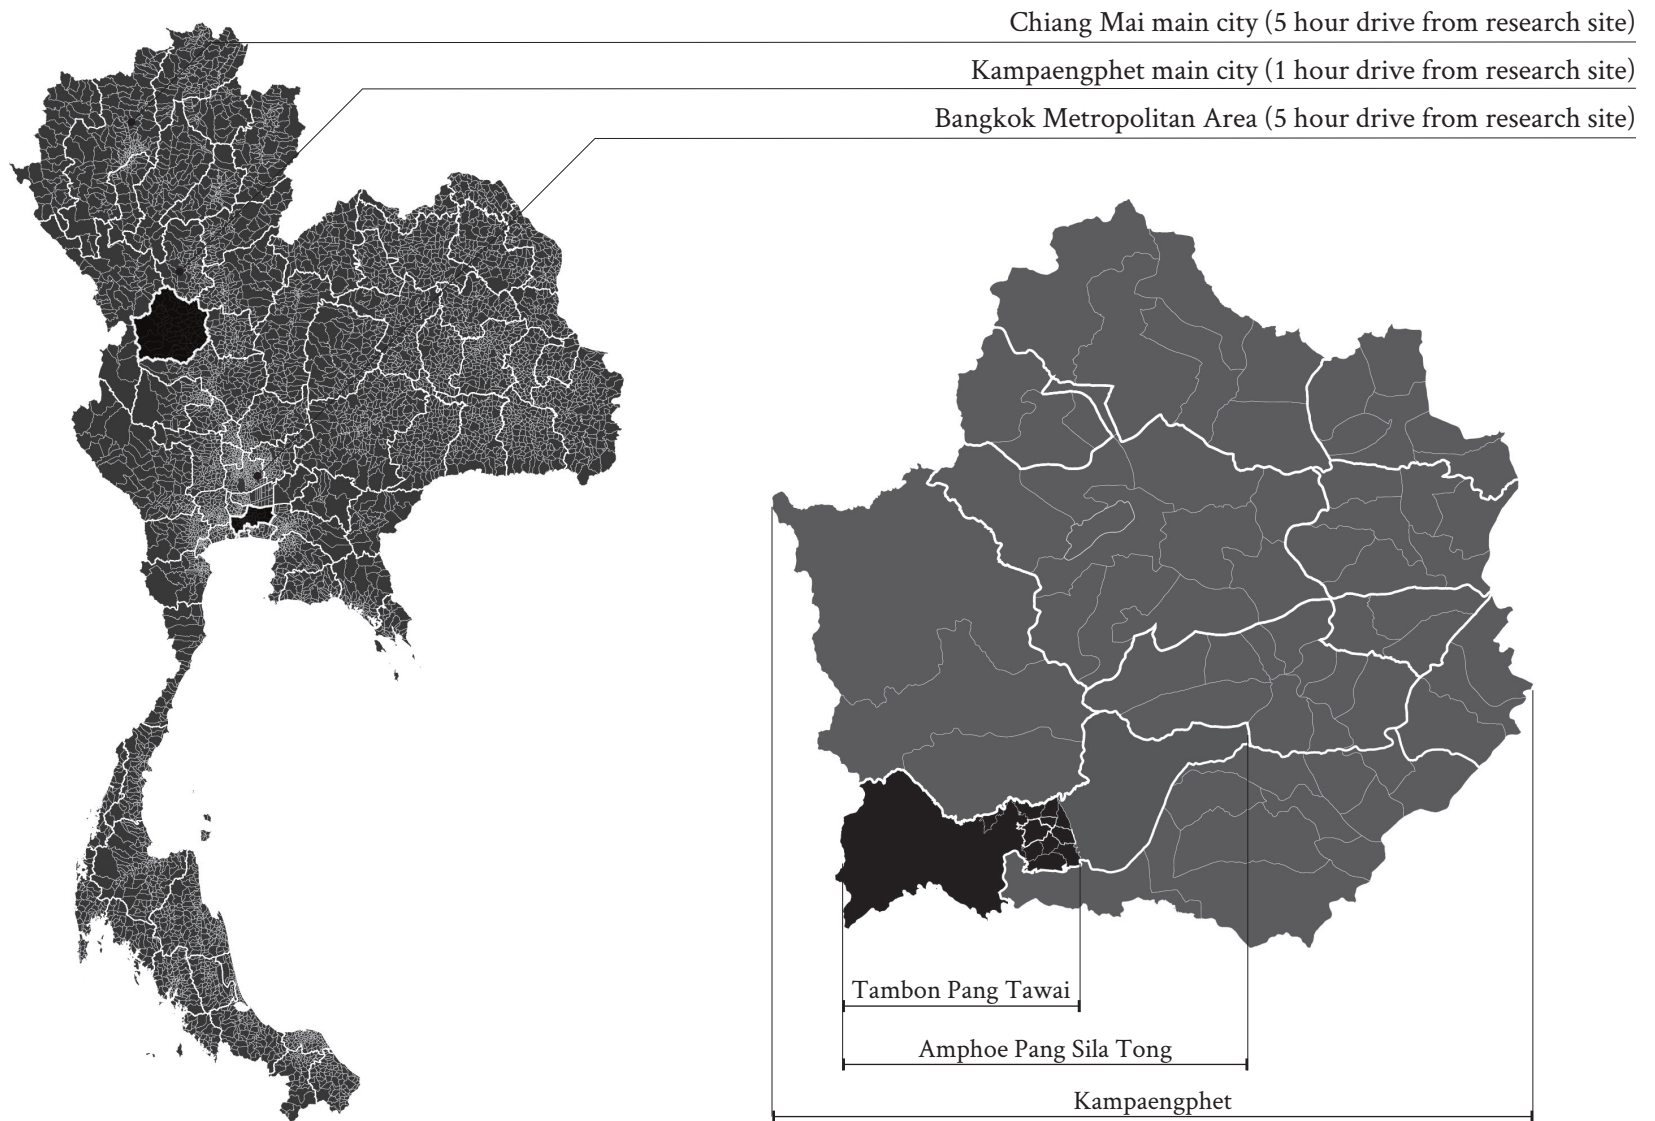 Chiang Mai main city (5 hour drive from research site)
Kampaengphet main city (1 hour drive from research site)
Bangkok Metropolitan Area (5 hour drive from research site)
Tambon Pang Tawai
Amphoe Pang Sila Tong
Kampaengphet